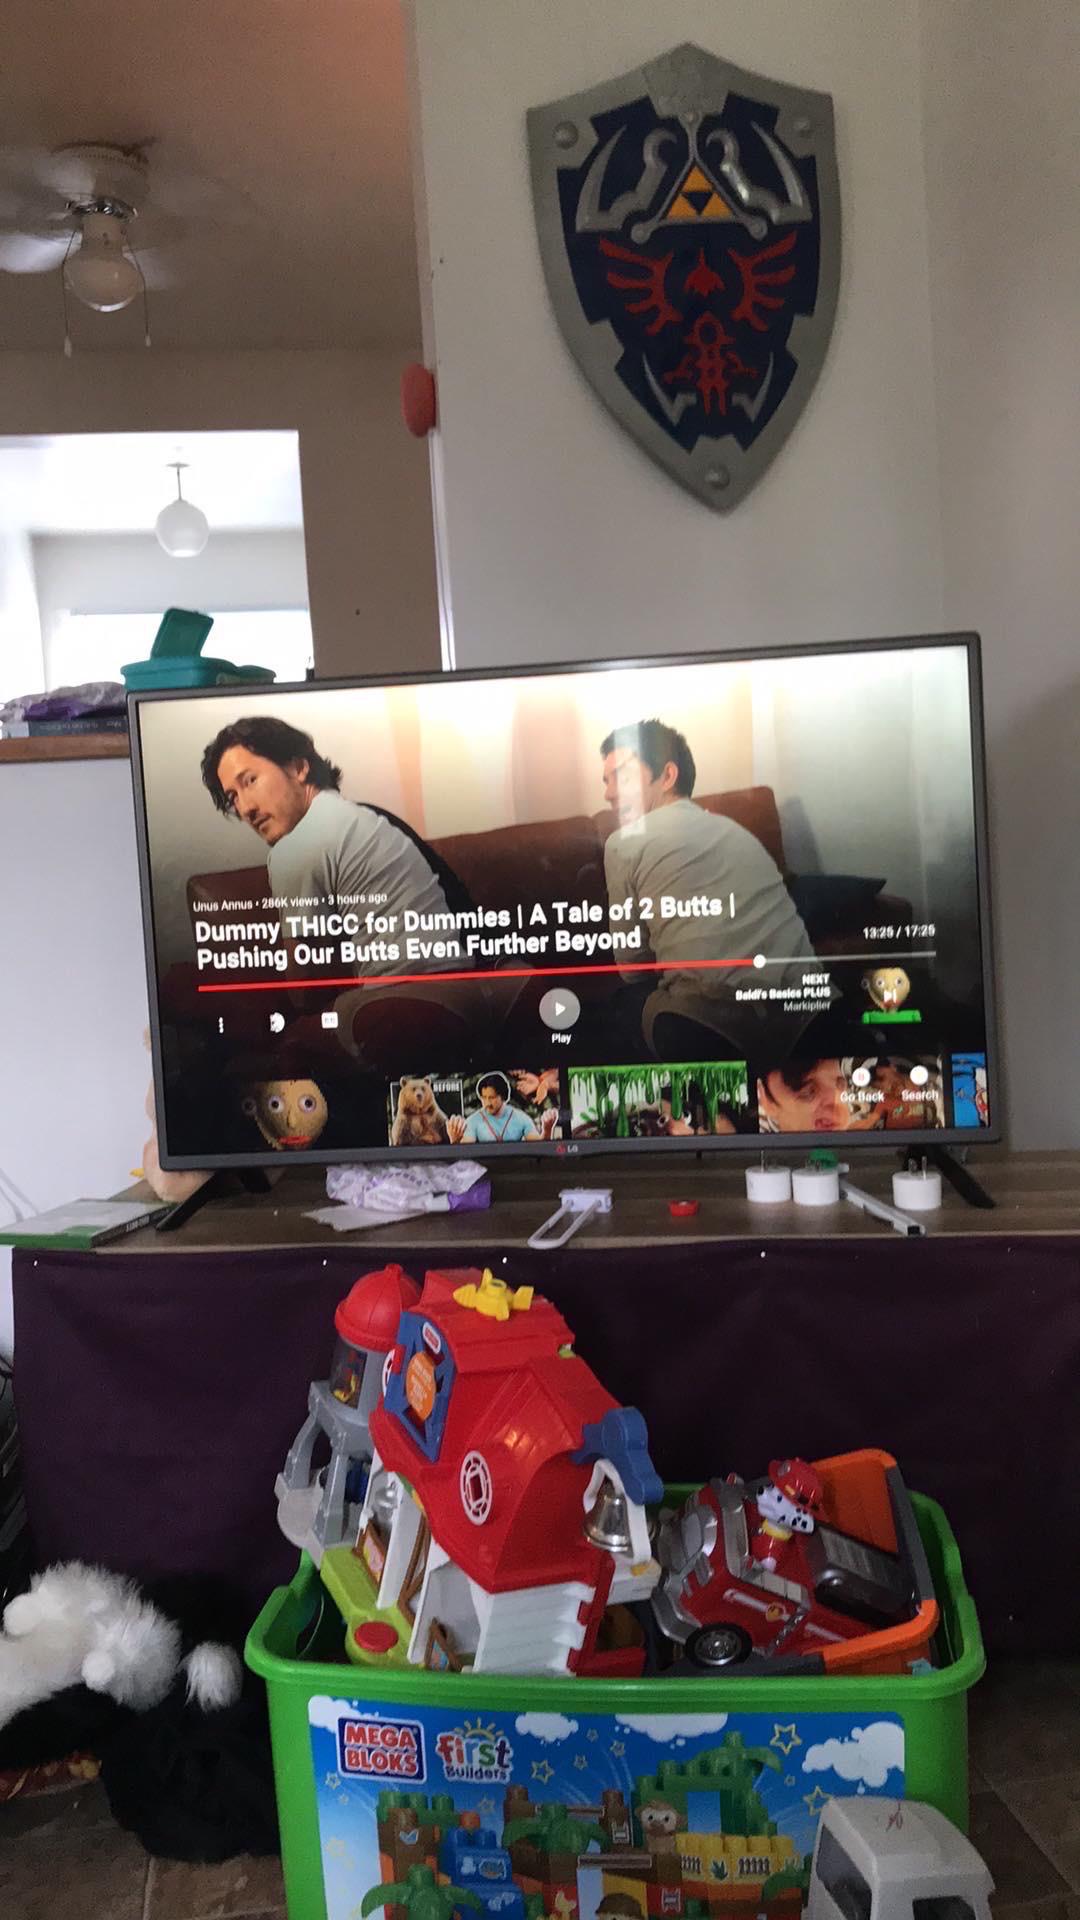 Unus Annus • 286K views • 3 hours ago
Dummy THICC for Dummies | A Tale of 2 Butts |
Pushing Our Butts Even Further Beyond
13:25 / 17:25
NEXT
Baldi's Basics PLUS
Markiplier
Play
BEFORE
Go Back Search
LG
MEGA
BLOKS
first
Builders